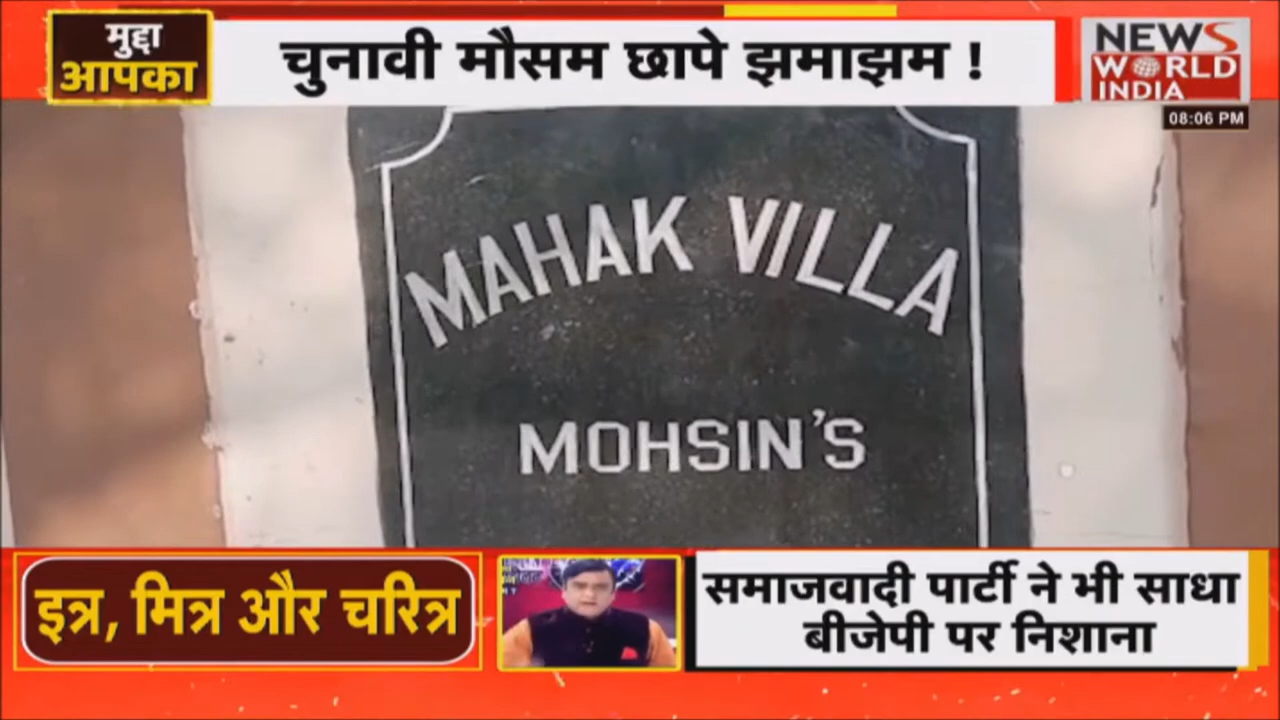 मुद्दा
आपका
चुनावी मौसम छापे झमाझम !
NEWS
WORLD
INDIA
08:06 PM
MAHAK VILLA
MOHSIN'S
इत्र, मित्र और चरित्र
समाजवादी पार्टी ने भी साधा
बीजेपी पर निशाना